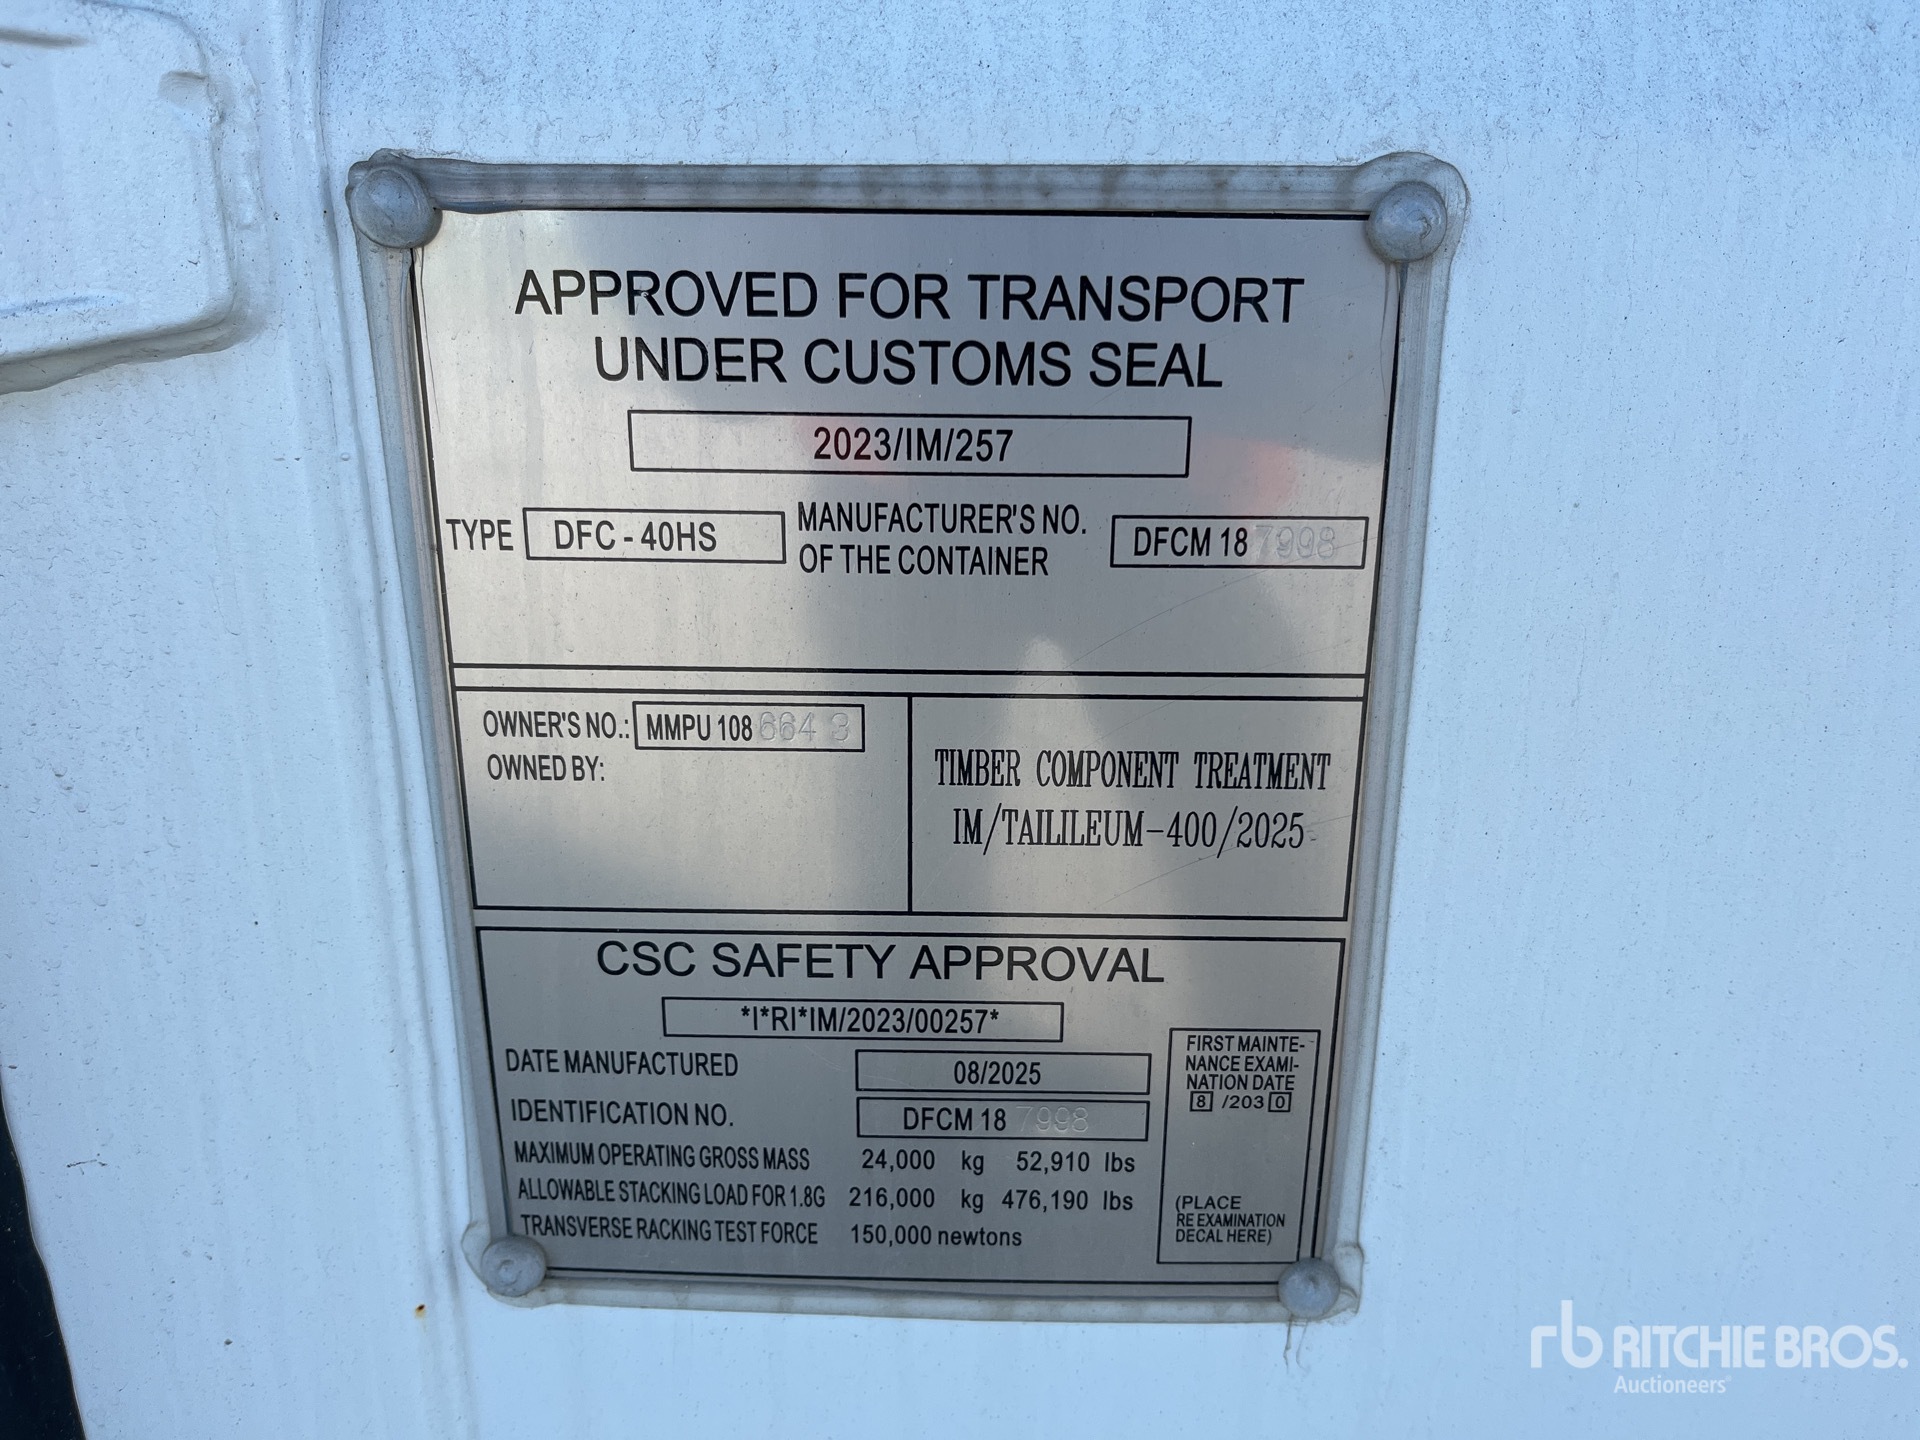 APPROVED FOR TRANSPORT
UNDER CUSTOMS SEAL
2023/IM/257
TYPE DFC - 40HS
MANUFACTURER'S NO.
OF THE CONTAINER
DFCM 18 7998
OWNER'S NO.: MMPU 108 664 3
OWNED BY:
TIMBER COMPONENT TREATMENT
IM/TAILILEUM-400/2025
CSC SAFETY APPROVAL
*I*RI*IM/2023/00257*
DATE MANUFACTURED 08/2025
IDENTIFICATION NO. DFCM 18 7998
MAXIMUM OPERATING GROSS MASS 24,000 kg 52,910 lbs
ALLOWABLE STACKING LOAD FOR 1.8G 216,000 kg 476,190 lbs
TRANSVERSE RACKING TEST FORCE 150,000 newtons
FIRST MAINTE-
NANCE EXAMI-
NATION DATE
8 /203 0
(PLACE
RE EXAMINATION
DECAL HERE)
rb RITCHIE BROS.
Auctioneers